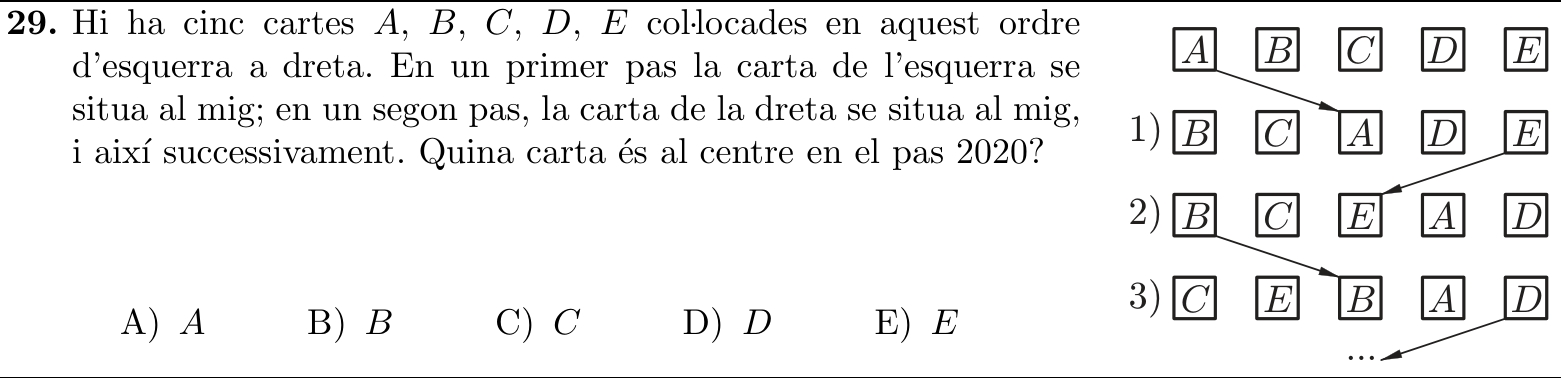 29. Hi ha cinc cartes A, B, C, D, E col·locades en aquest ordre
d'esquerra a dreta. En un primer pas la carta de l'esquerra se
situa al mig; en un segon pas, la carta de la dreta se situa al mig,
i així successivament. Quina carta és al centre en el pas 2020?
A) A B) B C) C D) D E) E
A B C D E
1) B C A D E
2) B C E A D
3) C E B A D
...